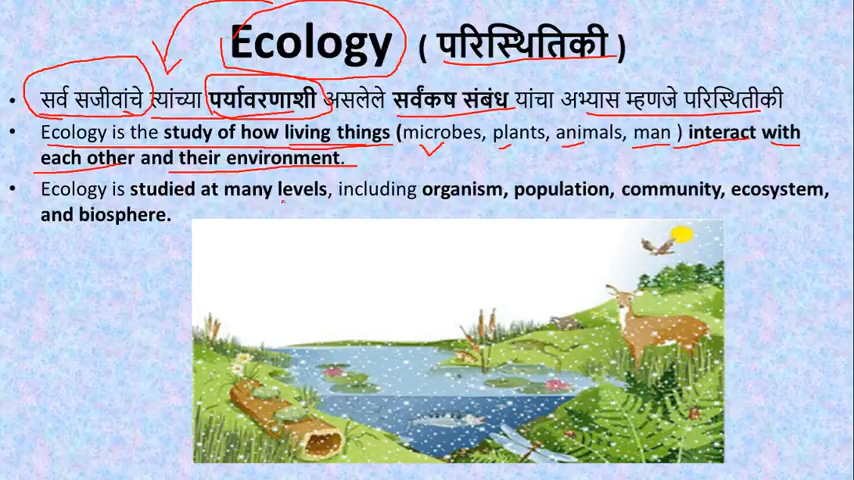 Ecology ( परिस्थितिकी )
• सर्व सजीवांचे त्यांच्या पर्यावरणाशी असलेले सर्वंकष संबंध यांचा अभ्यास म्हणजे परिस्थितीकी
• Ecology is the study of how living things (microbes, plants, animals, man ) interact with
each other and their environment.
• Ecology is studied at many levels, including organism, population, community, ecosystem,
and biosphere.